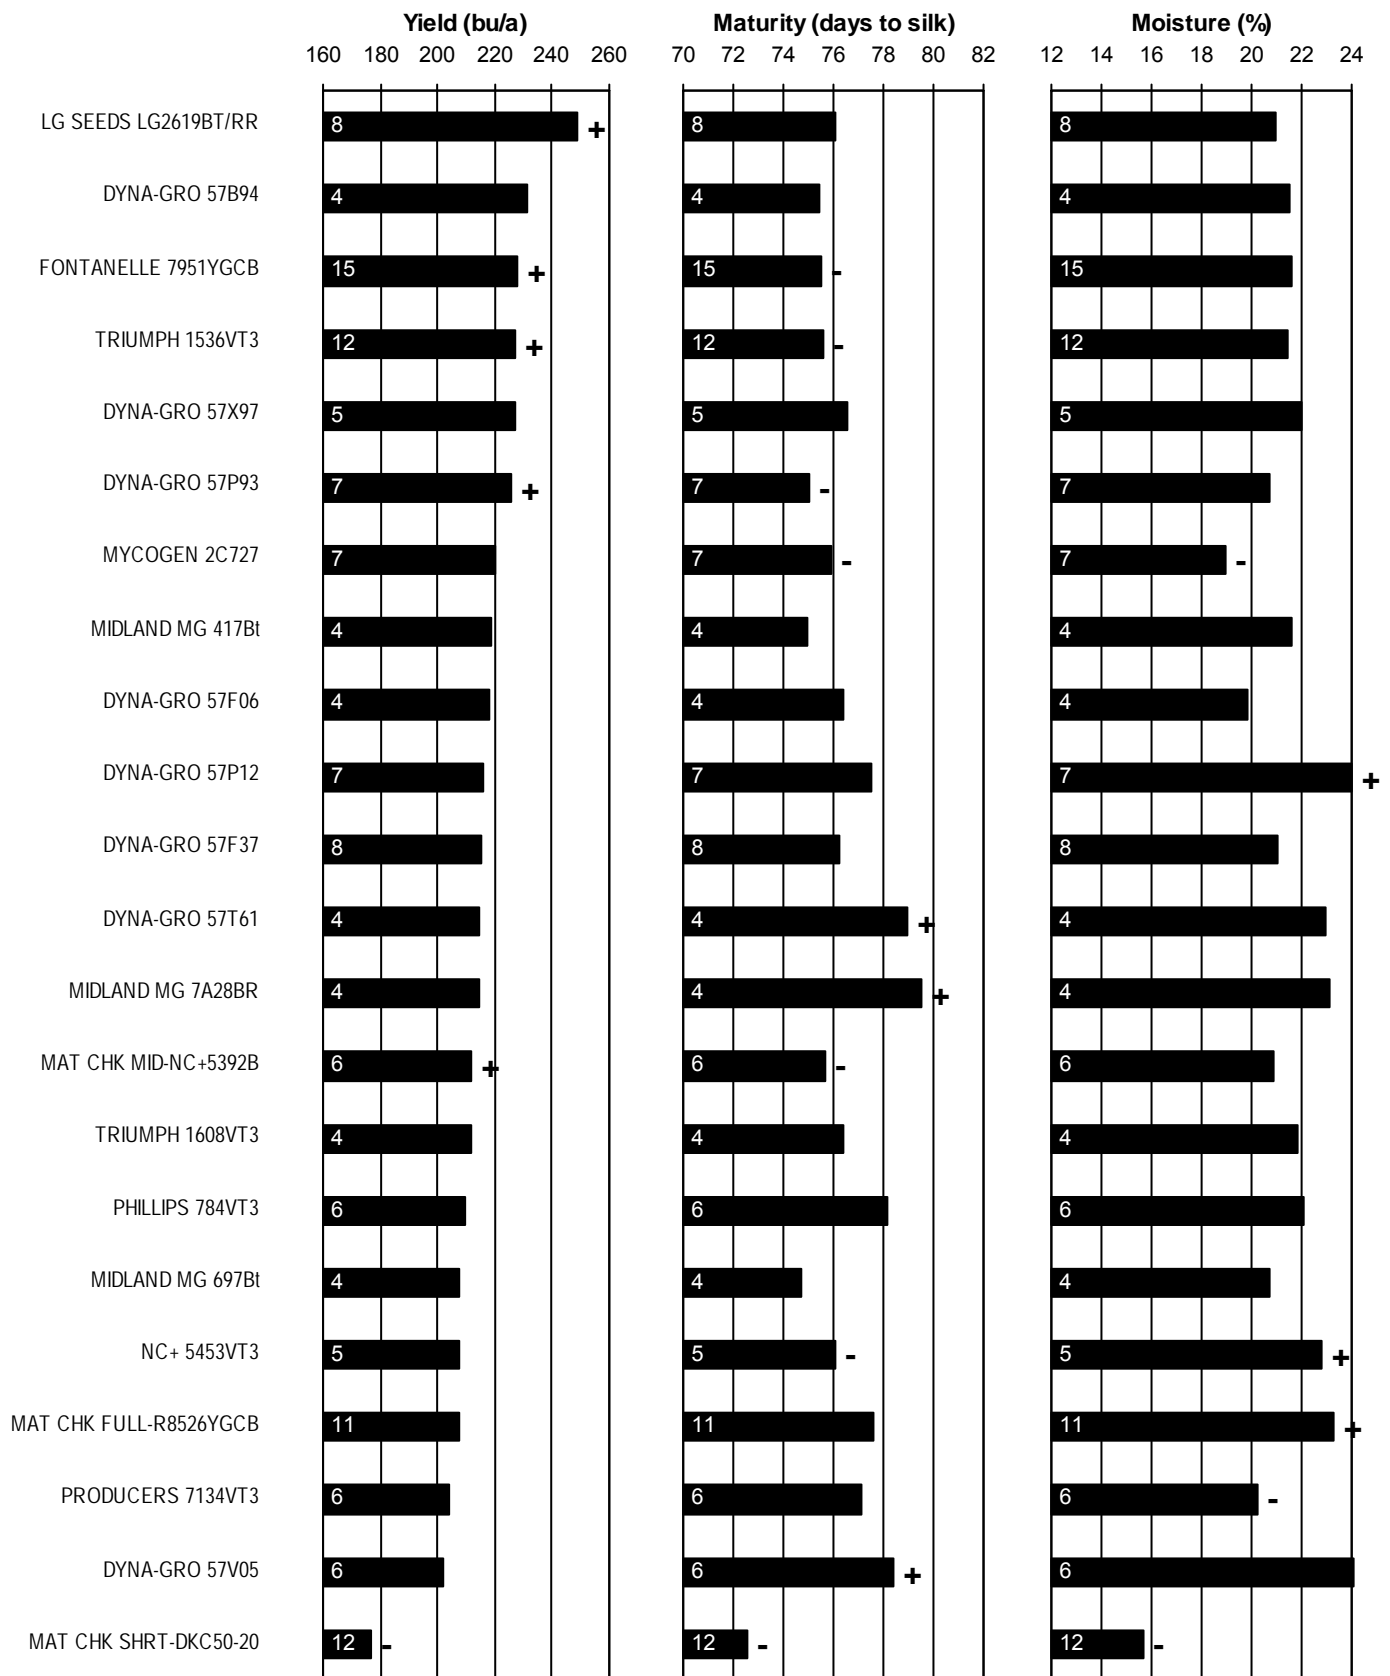 Yield (bu/a) Maturity (days to silk) Moisture (%)
160 180 200 220 240 260 70 72 74 76 78 80 82 12 14 16 18 20 22 24
LG SEEDS LG2619BT/RR 8 + 8 8
DYNA-GRO 57B94 4 4 4
FONTANELLE 7951YGCB 15 + 15 - 15
TRIUMPH 1536VT3 12 + 12 - 12
DYNA-GRO 57X97 5 5 5
DYNA-GRO 57P93 7 + 7 - 7
MYCOGEN 2C727 7 7 - 7 -
MIDLAND MG 417Bt 4 4 4
DYNA-GRO 57F06 4 4 4
DYNA-GRO 57P12 7 7 7 +
DYNA-GRO 57F37 8 8 8
DYNA-GRO 57T61 4 4 + 4
MIDLAND MG 7A28BR 4 4 + 4
MAT CHK MID-NC+5392B 6 + 6 - 6
TRIUMPH 1608VT3 4 4 4
PHILLIPS 784VT3 6 6 6
MIDLAND MG 697Bt 4 4 4
NC+ 5453VT3 5 5 - 5 +
MAT CHK FULL-R8526YGCB 11 11 11 +
PRODUCERS 7134VT3 6 6 6 -
DYNA-GRO 57V05 6 6 + 6
MAT CHK SHRT-DKC50-20 12 - 12 - 12 -